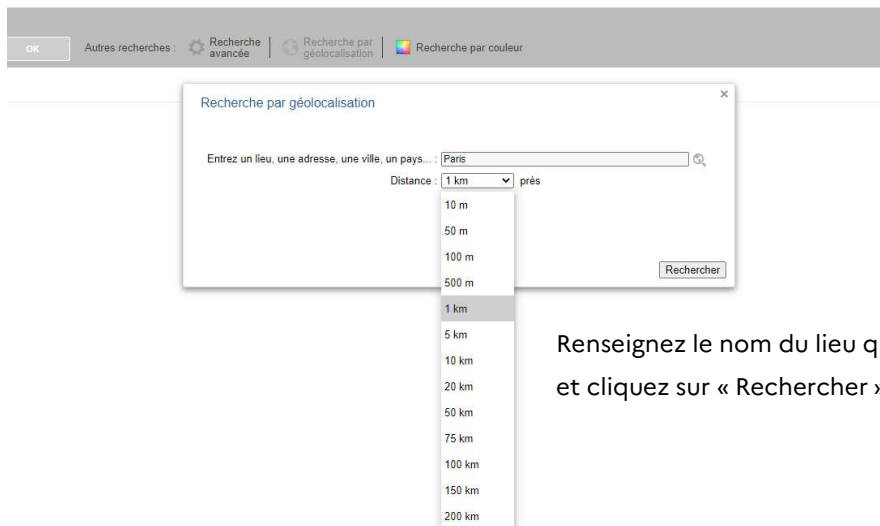 OK Autres recherches : Recherche avancée Recherche par géolocalisation Recherche par couleur
Recherche par géolocalisation ×
Entrez un lieu, une adresse, une ville, un pays... : Paris
Distance : 1 km près
10 m
50 m
100 m
500 m
Rechercher
1 km
5 km
10 km
20 km
50 km
75 km
100 km
150 km
200 km
Renseignez le nom du lieu q
et cliquez sur « Rechercher »